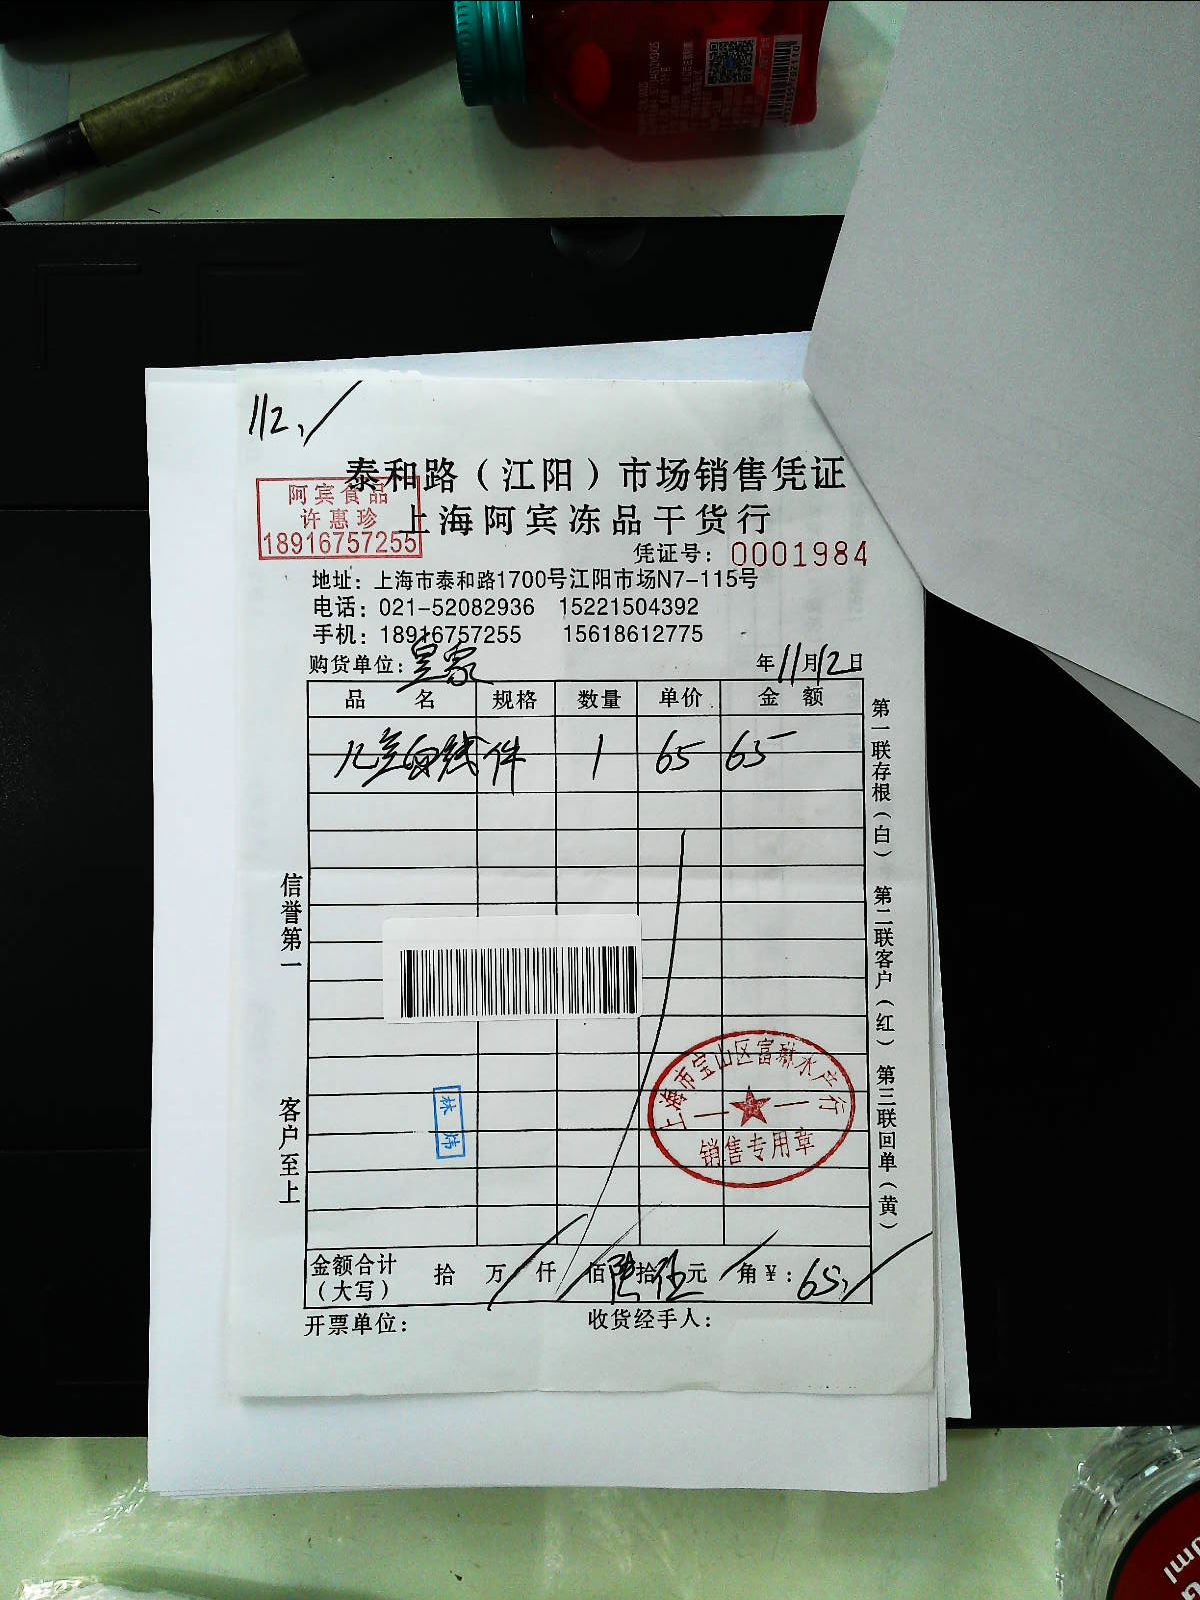 112,
泰和路（江阳）市场销售凭证
阿宾食品
许惠珍
18916757255
上海阿宾冻品干货行
凭证号：0001984
地址：上海市泰和路1700号江阳市场N7-115号
电话：021-52082936 15221504392
手机：18916757255 15618612775
购货单位：皇家 年11月12日
品 名 规格 数量 单价 金 额
件 1 65 65
第一联存根（白） 第二联客户（红） 第三联回单（黄）
信誉第一 客户至上
上海市宝山区富琳水产行
销售专用章
金额合计（大写） 拾 万 仟 佰 陆拾伍元 角¥：65
开票单位： 收货经手人：